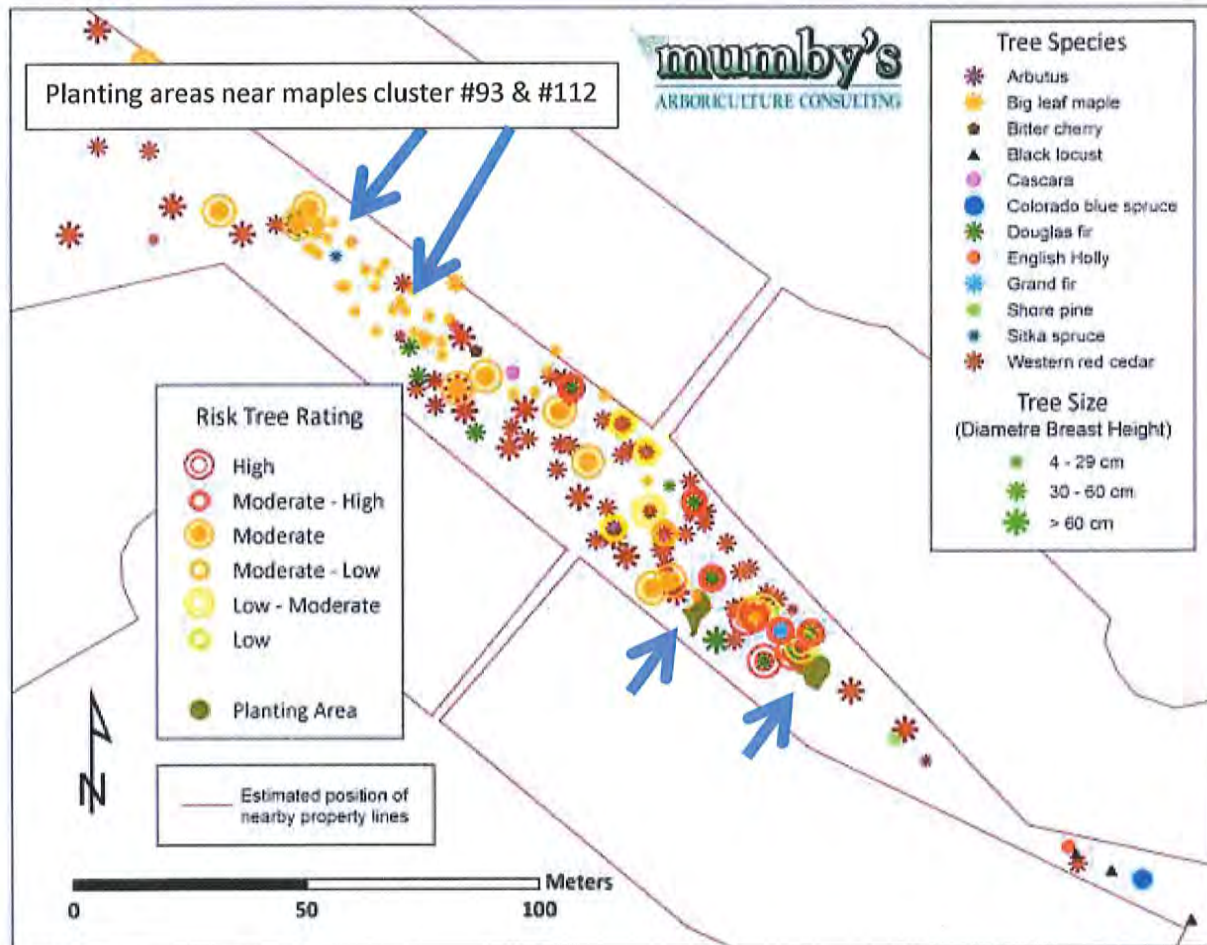 mumby's
ARBORICULTURE CONSULTING
Planting areas near maples cluster #93 & #112
Tree Species
Arbutus
Big leaf maple
Bitter cherry
Black locust
Cascara
Colorado blue spruce
Douglas fir
English Holly
Grand fir
Shore pine
Sitka spruce
Western red cedar
Tree Size
(Diametre Breast Height)
4 - 29 cm
30 - 60 cm
> 60 cm
Risk Tree Rating
High
Moderate - High
Moderate
Moderate - Low
Low - Moderate
Low
Planting Area
N
Estimated position of
nearby property lines
Meters
0 50 100